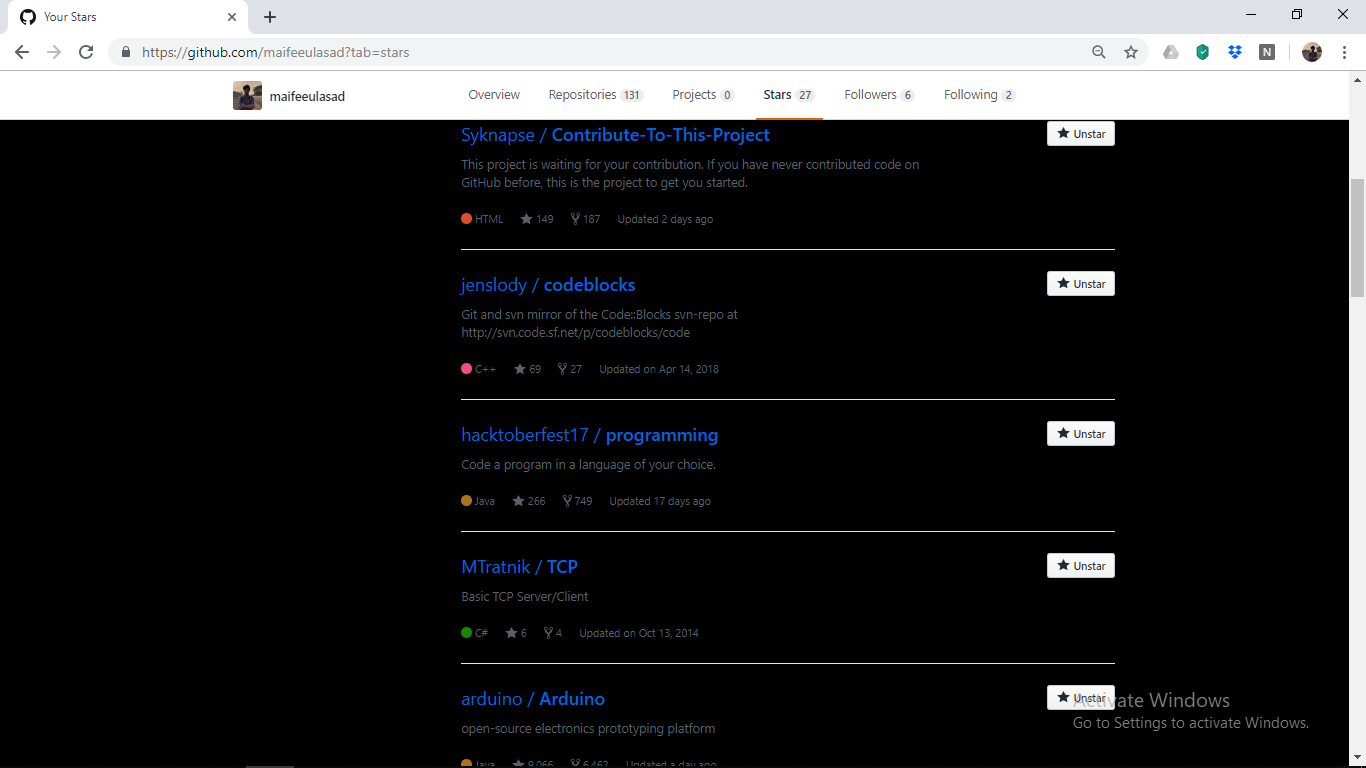 Your Stars
https://github.com/maifeeulasad?tab=stars
N
maifeeulasad
Overview
Repositories 131
Projects 0
Stars 27
Followers 6
Following 2
Syknapse / Contribute-To-This-Project
Unstar
This project is waiting for your contribution. If you have never contributed code on
GitHub before, this is the project to get you started.
HTML 149 187 Updated 2 days ago
jenslody / codeblocks
Unstar
Git and svn mirror of the Code::Blocks svn-repo at
http://svn.code.sf.net/p/codeblocks/code
C++ 69 27 Updated on Apr 14, 2018
hacktoberfest17 / programming
Unstar
Code a program in a language of your choice.
Java 266 749 Updated 17 days ago
MTratnik / TCP
Unstar
Basic TCP Server/Client
C# 6 4 Updated on Oct 13, 2014
arduino / Arduino
Unstar
Activate Windows
Go to Settings to activate Windows.
open-source electronics prototyping platform
Java 9,066 6,462 Updated a day ago